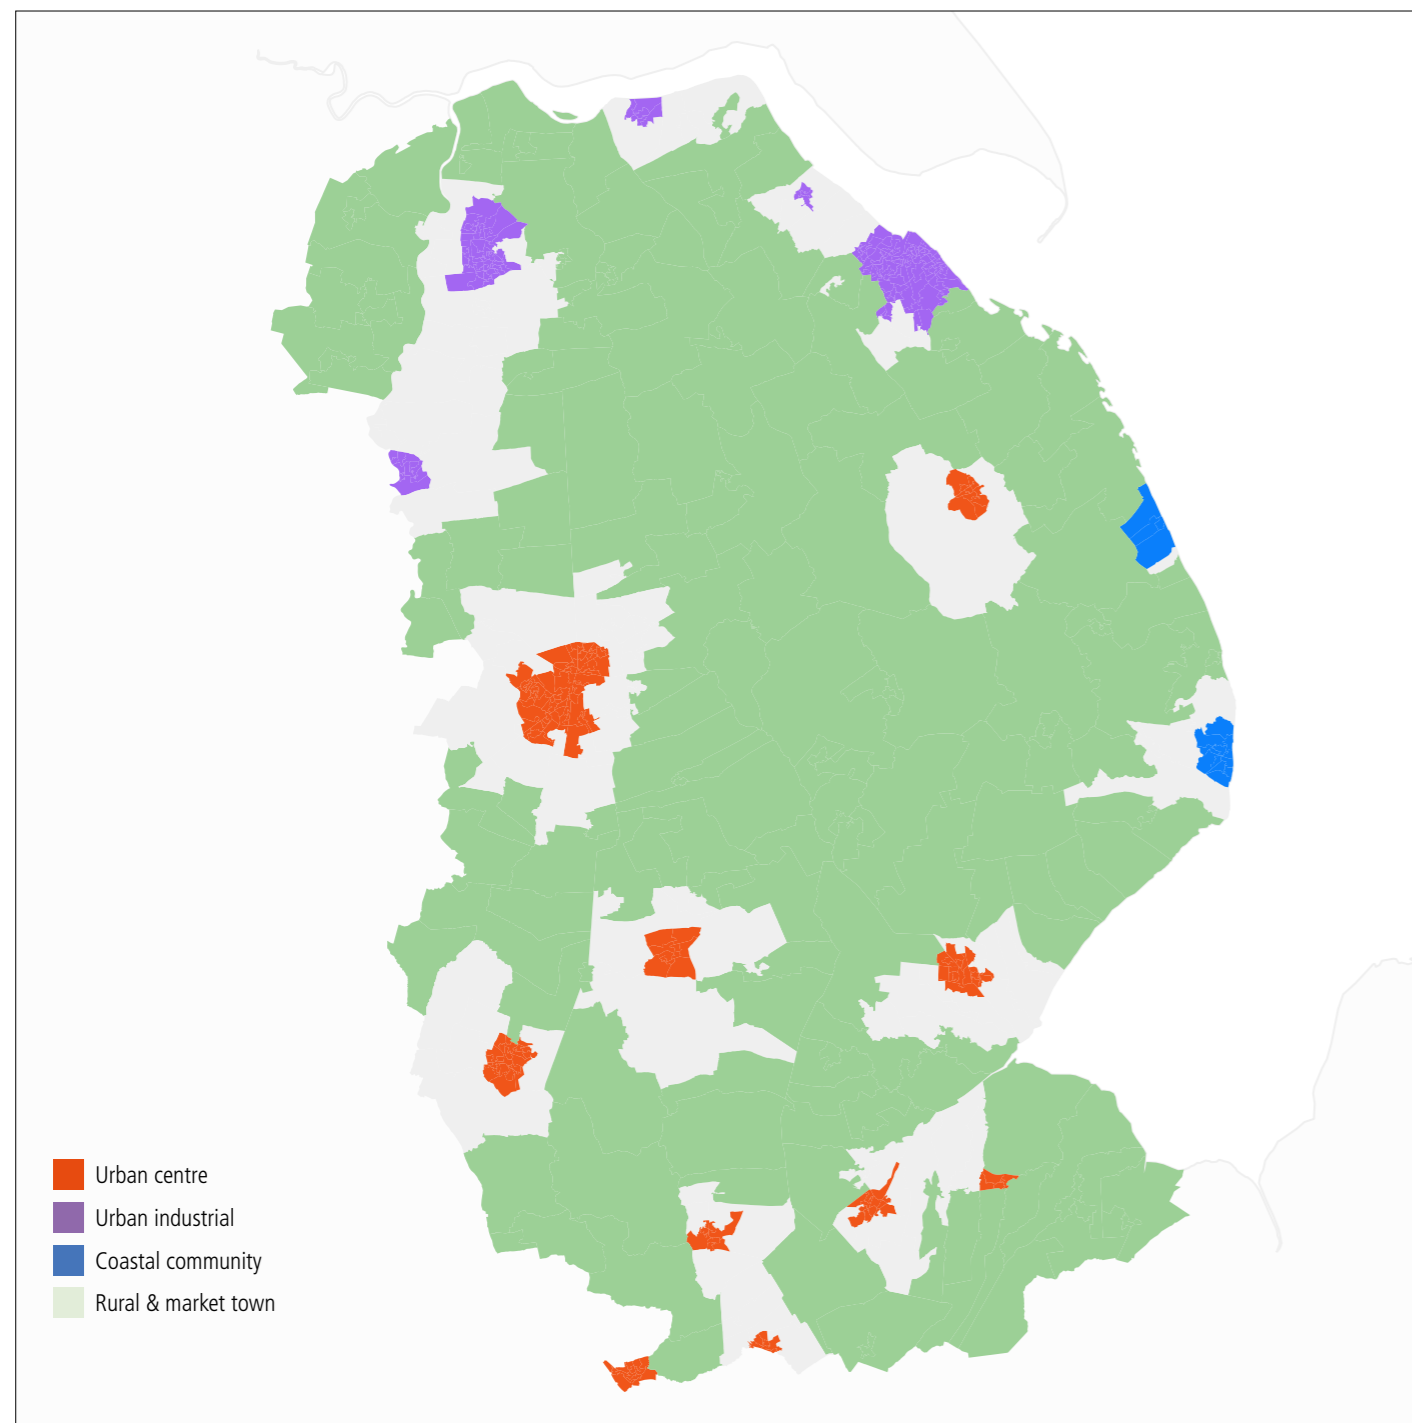 Urban centre
Urban industrial
Coastal community
Rural & market town